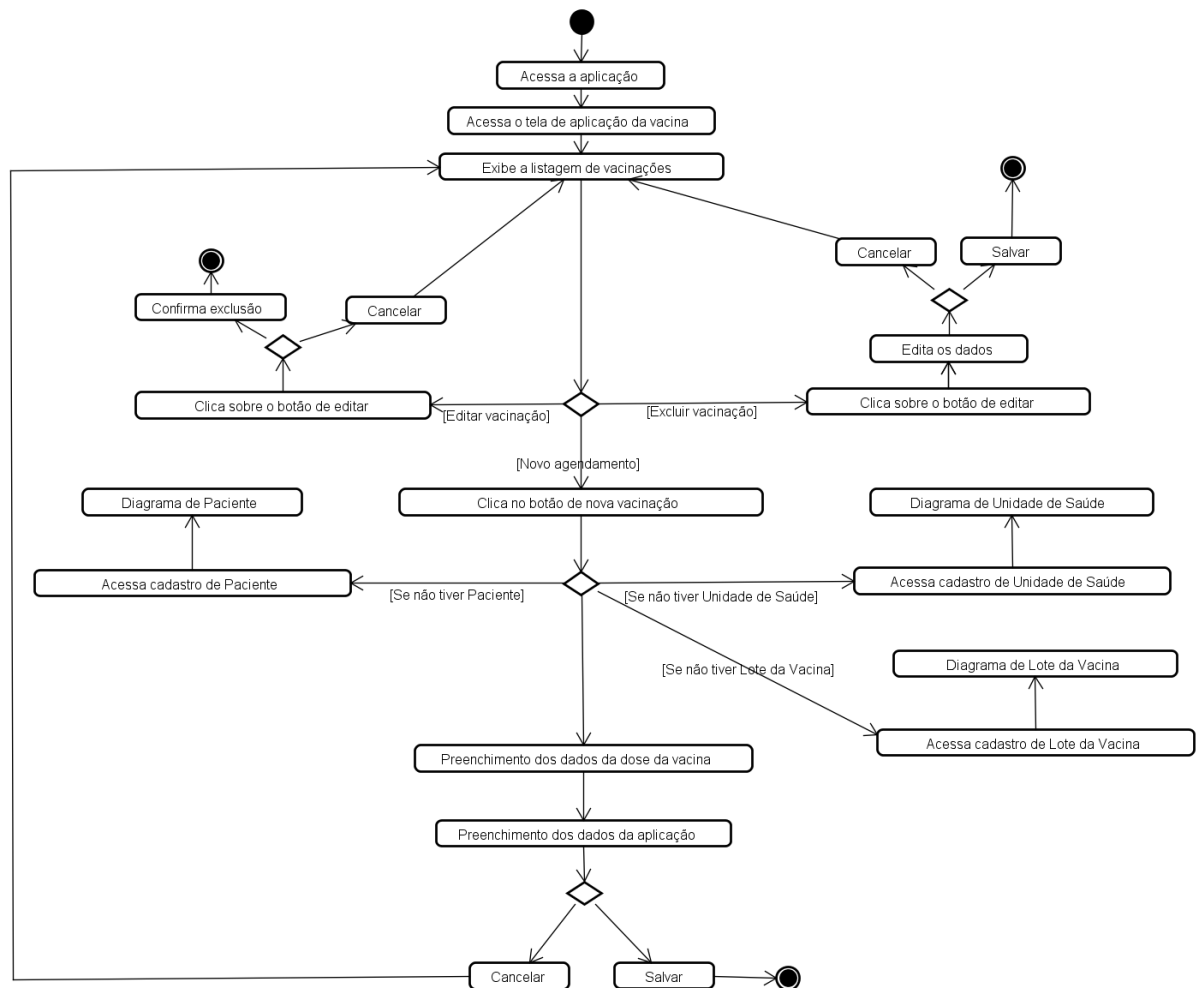 Acessa a aplicação
Acessa o tela de aplicação da vacina
Exibe a listagem de vacinações
Cancelar
Salvar
Confirma exclusão
Cancelar
Edita os dados
Clica sobre o botão de editar
[Editar vacinação]
[Excluir vacinação]
Clica sobre o botão de editar
[Novo agendamento]
Diagrama de Paciente
Clica no botão de nova vacinação
Diagrama de Unidade de Saúde
Acessa cadastro de Paciente
[Se não tiver Paciente]
[Se não tiver Unidade de Saúde]
Acessa cadastro de Unidade de Saúde
[Se não tiver Lote da Vacina]
Diagrama de Lote da Vacina
Acessa cadastro de Lote da Vacina
Preenchimento dos dados da dose da vacina
Preenchimento dos dados da aplicação
Cancelar
Salvar